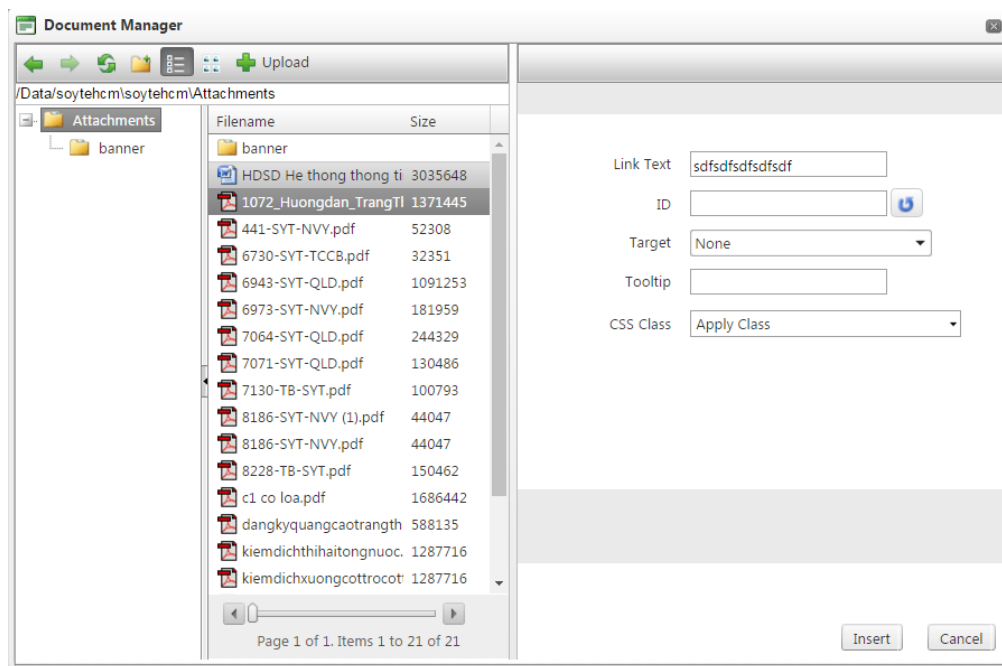 Document Manager
Upload
/Data/soytehcm\soytehcm\Attachments
Attachments
banner
Filename Size
banner
HDSD He thong thong ti 3035648
1072_Huongdan_TrangTl 1371445
441-SYT-NVY.pdf 52308
6730-SYT-TCCB.pdf 32351
6943-SYT-QLD.pdf 1091253
6973-SYT-NVY.pdf 181959
7064-SYT-QLD.pdf 244329
7071-SYT-QLD.pdf 130486
7130-TB-SYT.pdf 100793
8186-SYT-NVY (1).pdf 44047
8186-SYT-NVY.pdf 44047
8228-TB-SYT.pdf 150462
c1 co loa.pdf 1686442
dangkyquangcaotrangth 588135
kiemdichthihaitongnuoc. 1287716
kiemdichxuongcottrocot 1287716
Page 1 of 1. Items 1 to 21 of 21
Link Text sdfsdfsdfsdfsdf
ID
Target None
Tooltip
CSS Class Apply Class
Insert Cancel